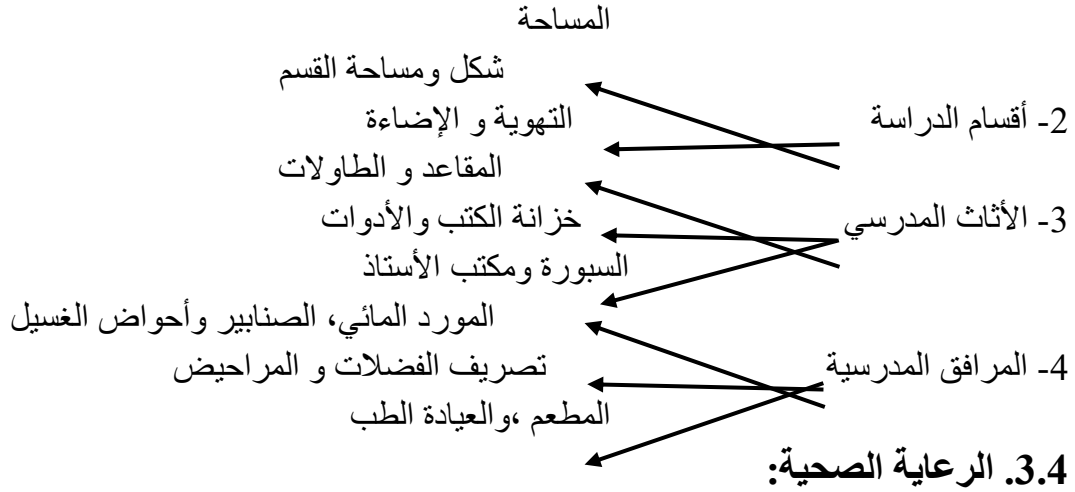 المساحة
شكل ومساحة القسم
2- أقسام الدراسة التهوية و الإضاءة
المقاعد و الطاولات
3- الأثاث المدرسي خزانة الكتب والأدوات
السبورة ومكتب الأستاذ
المورد المائي، الصنابير وأحواض الغسيل
4- المرافق المدرسية تصريف الفضلات و المراحيض
المطعم ،والعيادة الطب
3.4. الرعاية الصحية: